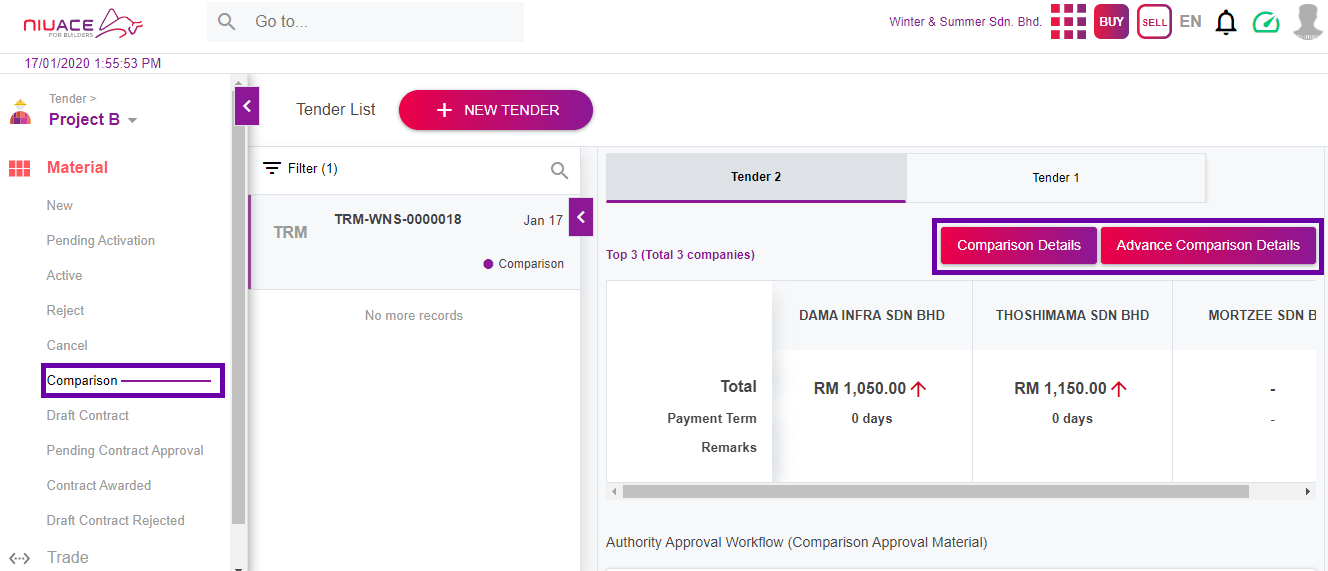 NIUACE
FOR BUILDERS
Go to...
Winter & Summer Sdn. Bhd.
BUY
SELL
EN
17/01/2020 1:55:53 PM
Tender >
Project B
Material
New
Pending Activation
Active
Reject
Cancel
Comparison
Draft Contract
Pending Contract Approval
Contract Awarded
Draft Contract Rejected
Trade
Tender List
NEW TENDER
Filter (1)
TRM
TRM-WNS-0000018
Jan 17
Comparison
No more records
Tender 2
Tender 1
Top 3 (Total 3 companies)
Comparison Details
Advance Comparison Details
DAMA INFRA SDN BHD
THOSHIMAMA SDN BHD
MORTZEE SDN B
Total
RM 1,050.00
RM 1,150.00
-
Payment Term
0 days
0 days
-
Remarks
Authority Approval Workflow (Comparison Approval Material)